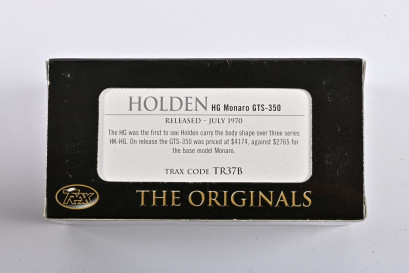 HOLDEN HG Monaro GTS-350
RELEASED – JULY 1970
The HG was the first to see Holden carry the body shape over three series
HK-HG. On release the GTS-350 was priced at $4174, against $2765 for
the base model Monaro.
TRAX CODE TR37B
TRAX THE ORIGINALS